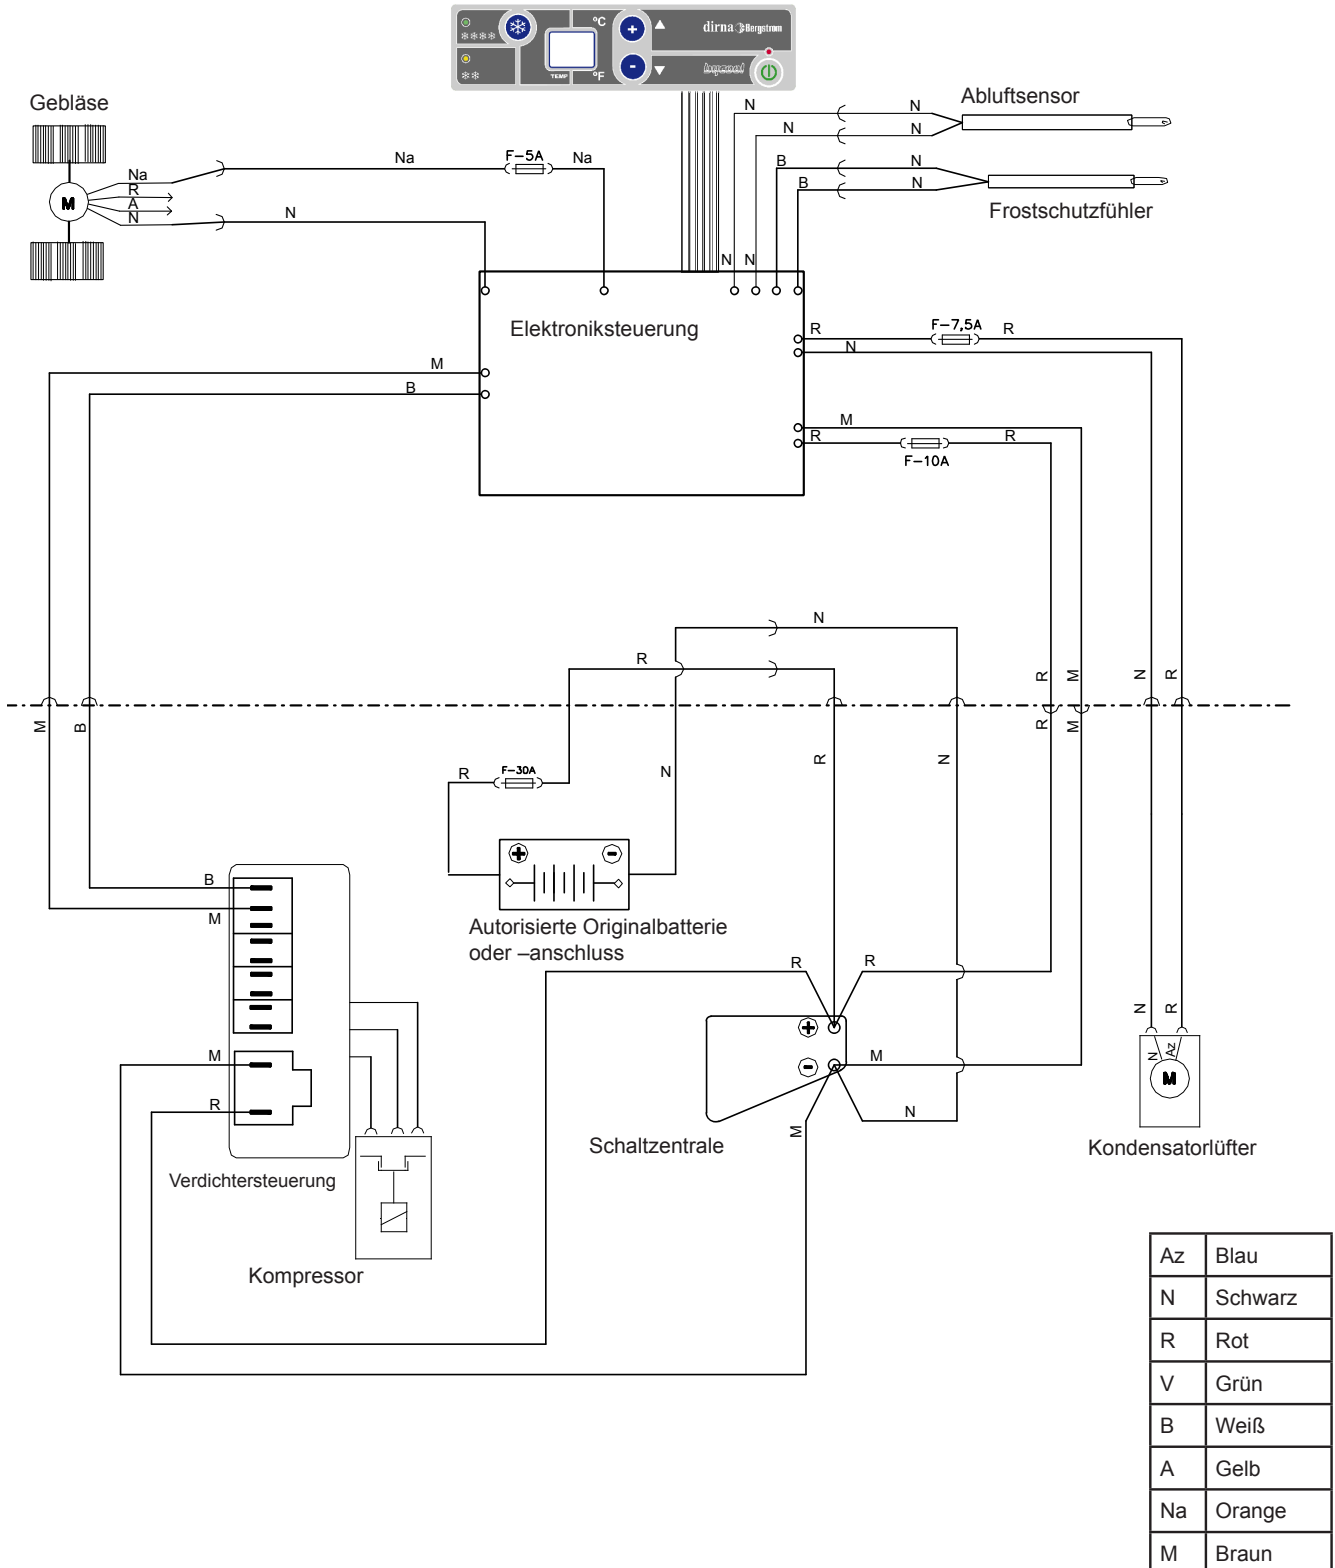 °C
+
dirna Bergstrom
TEMP
°F
-
bycool
Gebläse
Abluftsensor
N
N
N
N
Na
F-5A
Na
B
N
B
N
Na
R
A
N
M
N
Frostschutzfühler
N
N
Elektroniksteuerung
R
F-7,5A
R
N
M
B
M
R
R
F-10A
N
R
R
M
N
R
M
B
R
M
R
F-30A
N
R
N
+
-
B
M
Autorisierte Originalbatterie
oder –anschluss
R
R
N
R
+
-
M
N
Az
M
M
R
N
M
Schaltzentrale
Kondensatorlüfter
Verdichtersteuerung
Kompressor
Az Blau
N Schwarz
R Rot
V Grün
B Weiß
A Gelb
Na Orange
M Braun